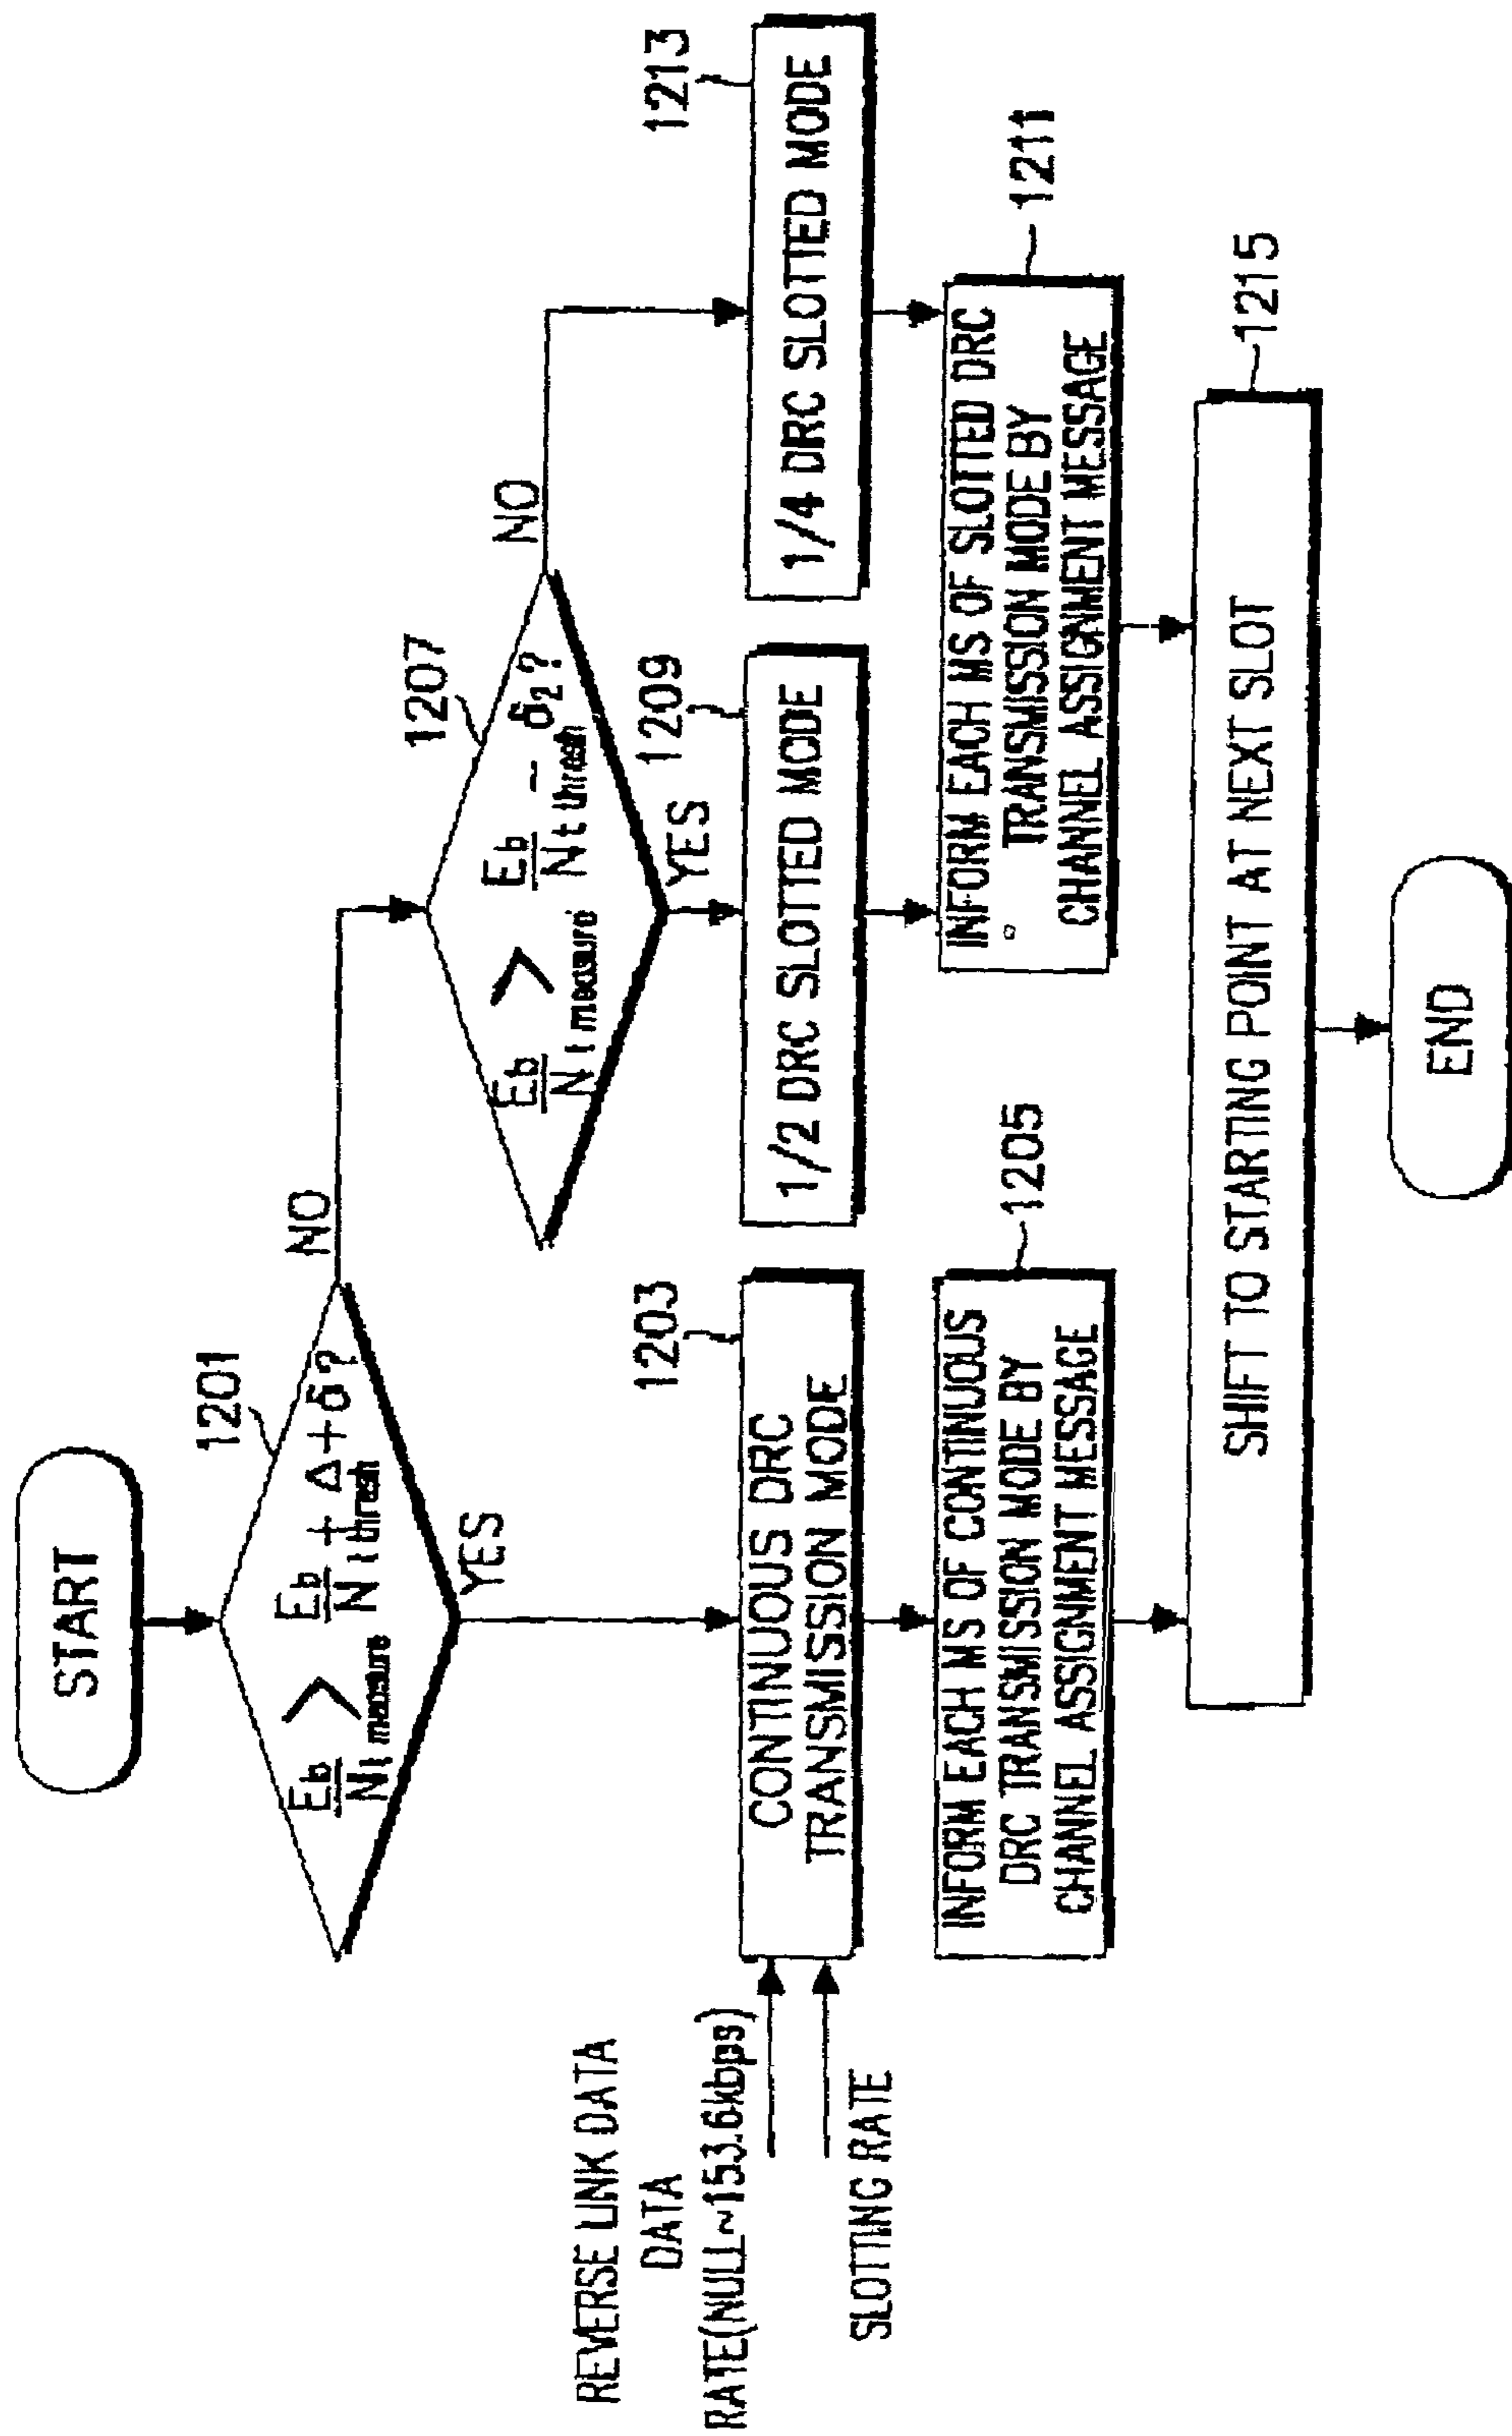 START
1201
Eb/Nt measure > Eb/Nt thresh + Δ + δ ?
NO
YES
1207
Eb/Nt measure > Eb/Nt thresh - δ2 ?
NO
YES
REVERSE LINK DATA
DATA
RATE(NULL~153.6kbps)
SLOTTING RATE
1203
CONTINUOUS DRC
TRANSMISSION MODE
1209
1/2 DRC SLOTTED MODE
1213
1/4 DRC SLOTTED MODE
1205
INFORM EACH MS OF CONTINUOUS
DRC TRANSMISSION MODE BY
CHANNEL ASSIGNMENT MESSAGE
1211
INFORM EACH MS OF SLOTTED DRC
TRANSMISSION MODE BY
CHANNEL ASSIGNMENT MESSAGE
1215
SHIFT TO STARTING POINT AT NEXT SLOT
END